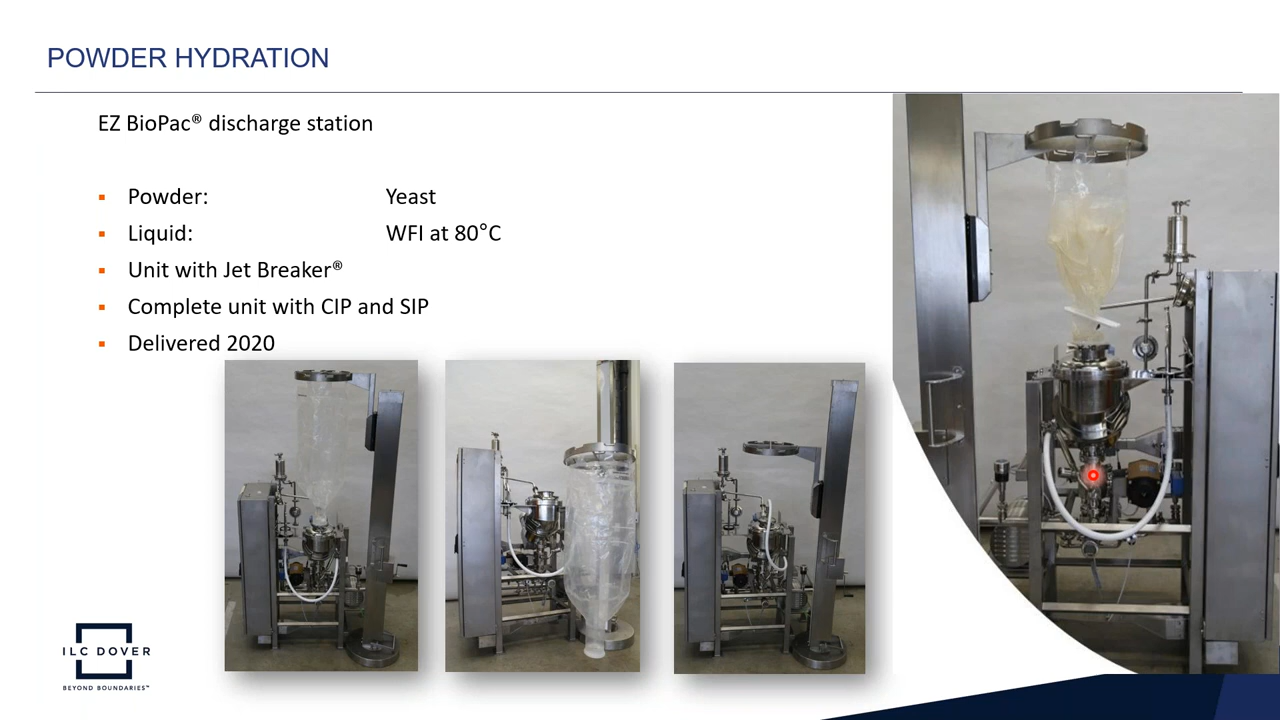 POWDER HYDRATION
EZ BioPac® discharge station
▪ Powder: Yeast
▪ Liquid: WFI at 80°C
▪ Unit with Jet Breaker®
▪ Complete unit with CIP and SIP
▪ Delivered 2020
ILC DOVER
BEYOND BOUNDARIES™